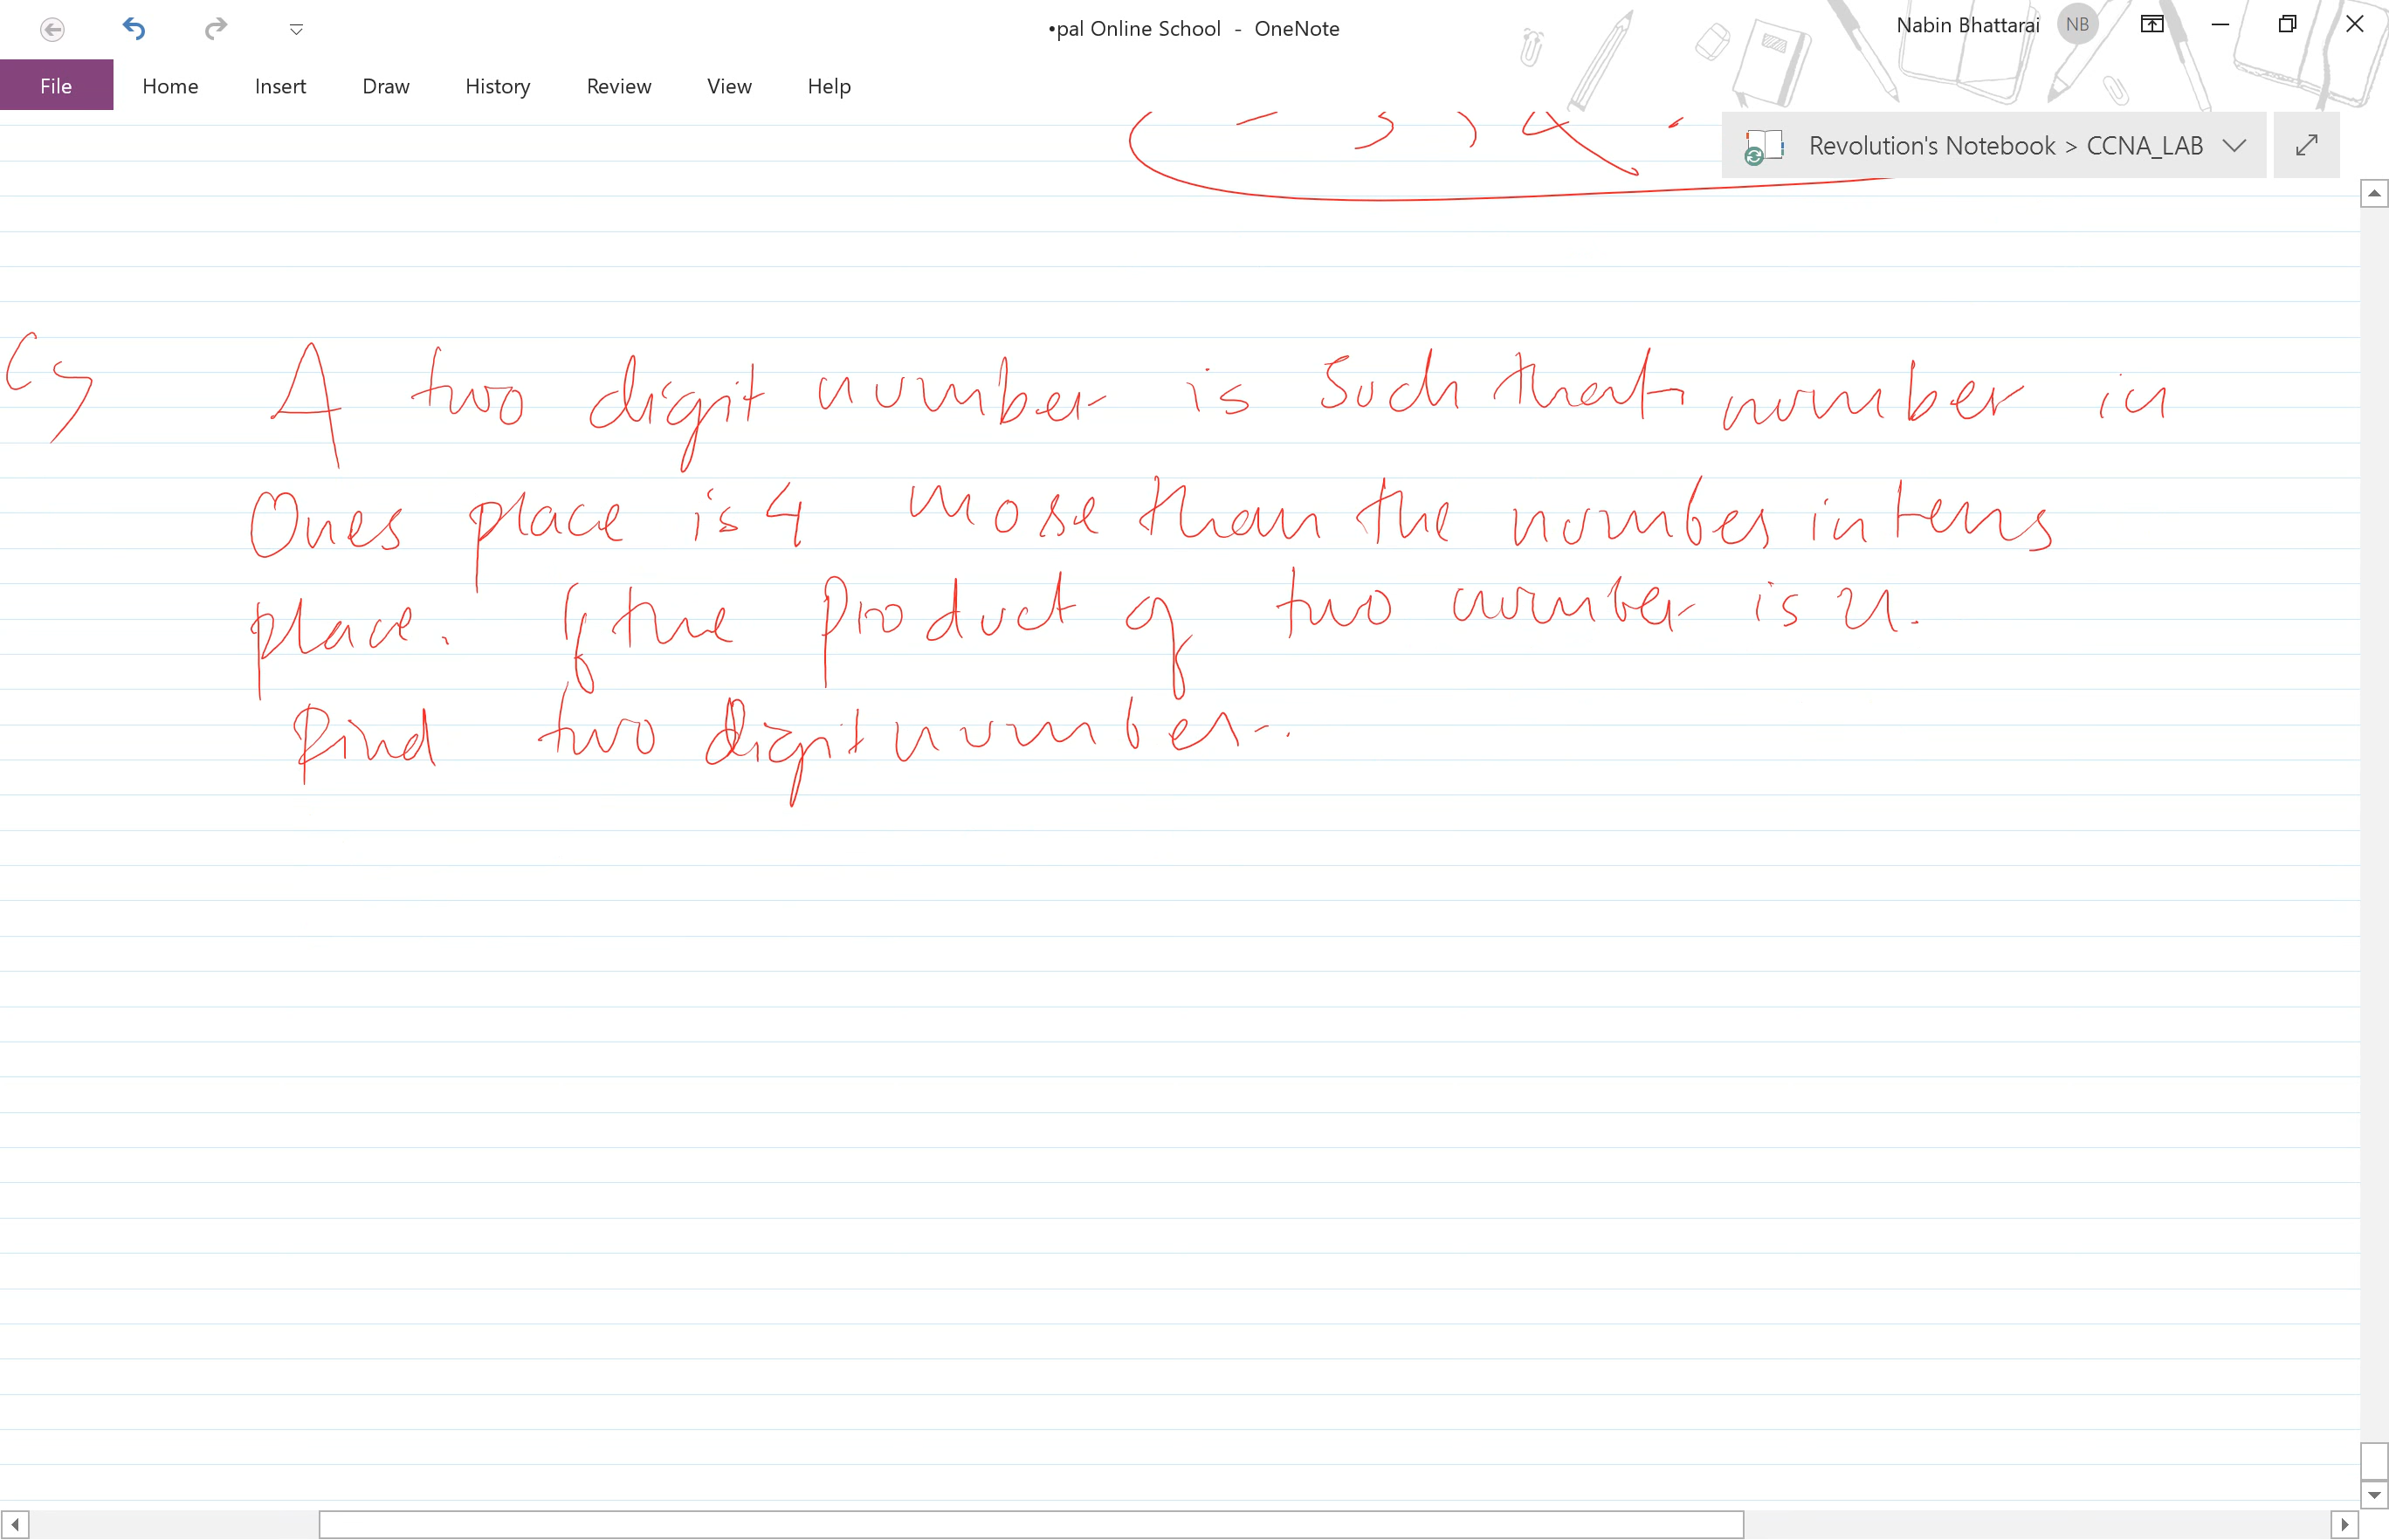 •pal Online School - OneNote
Nabin Bhattarai NB
File Home Insert Draw History Review View Help
Revolution's Notebook > CCNA_LAB
A two digit number is such that number in
Ones place is 4 more than the number in tens
place. If the product of two number is 21.
Find two digit number.